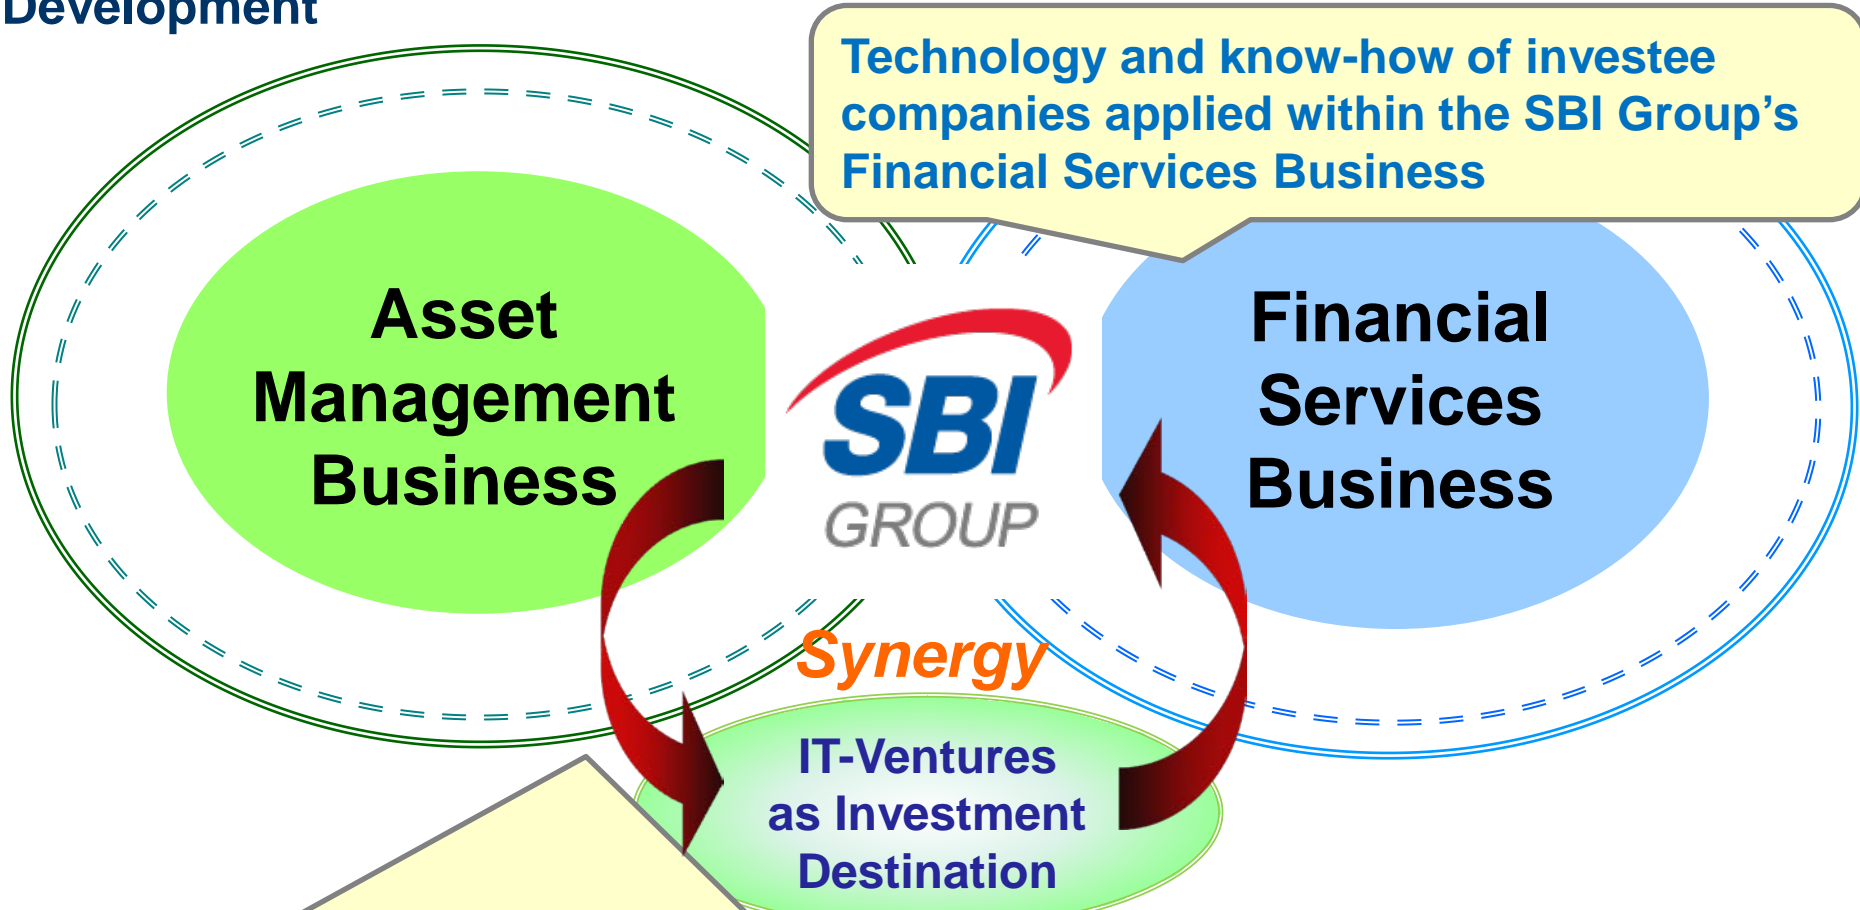 Development
Technology and know-how of investee
companies applied within the SBI Group’s
Financial Services Business
Asset
Management
Business
SBI
GROUP
Financial
Services
Business
Synergy
IT-Ventures
as Investment
Destination